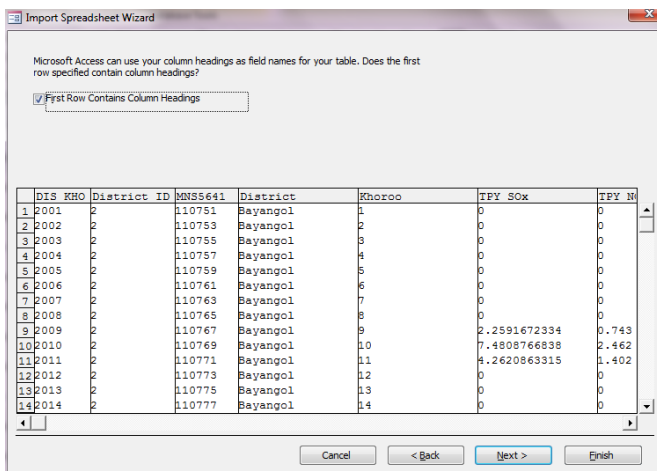 Import Spreadsheet Wizard
Microsoft Access can use your column headings as field names for your table. Does the first
row specified contain column headings?
First Row Contains Column Headings
DIS KHO District ID MNS5641 District Khoroo TPY SOx TPY N
1 2001 2 110751 Bayangol 1 0 0
2 2002 2 110753 Bayangol 2 0 0
3 2003 2 110755 Bayangol 3 0 0
4 2004 2 110757 Bayangol 4 0 0
5 2005 2 110759 Bayangol 5 0 0
6 2006 2 110761 Bayangol 6 0 0
7 2007 2 110763 Bayangol 7 0 0
8 2008 2 110765 Bayangol 8 0 0
9 2009 2 110767 Bayangol 9 2.2591672334 0.743
10 2010 2 110769 Bayangol 10 7.4808766838 2.462
11 2011 2 110771 Bayangol 11 4.2620863315 1.402
12 2012 2 110773 Bayangol 12 0 0
13 2013 2 110775 Bayangol 13 0 0
14 2014 2 110777 Bayangol 14 0 0
Cancel < Back Next > Finish